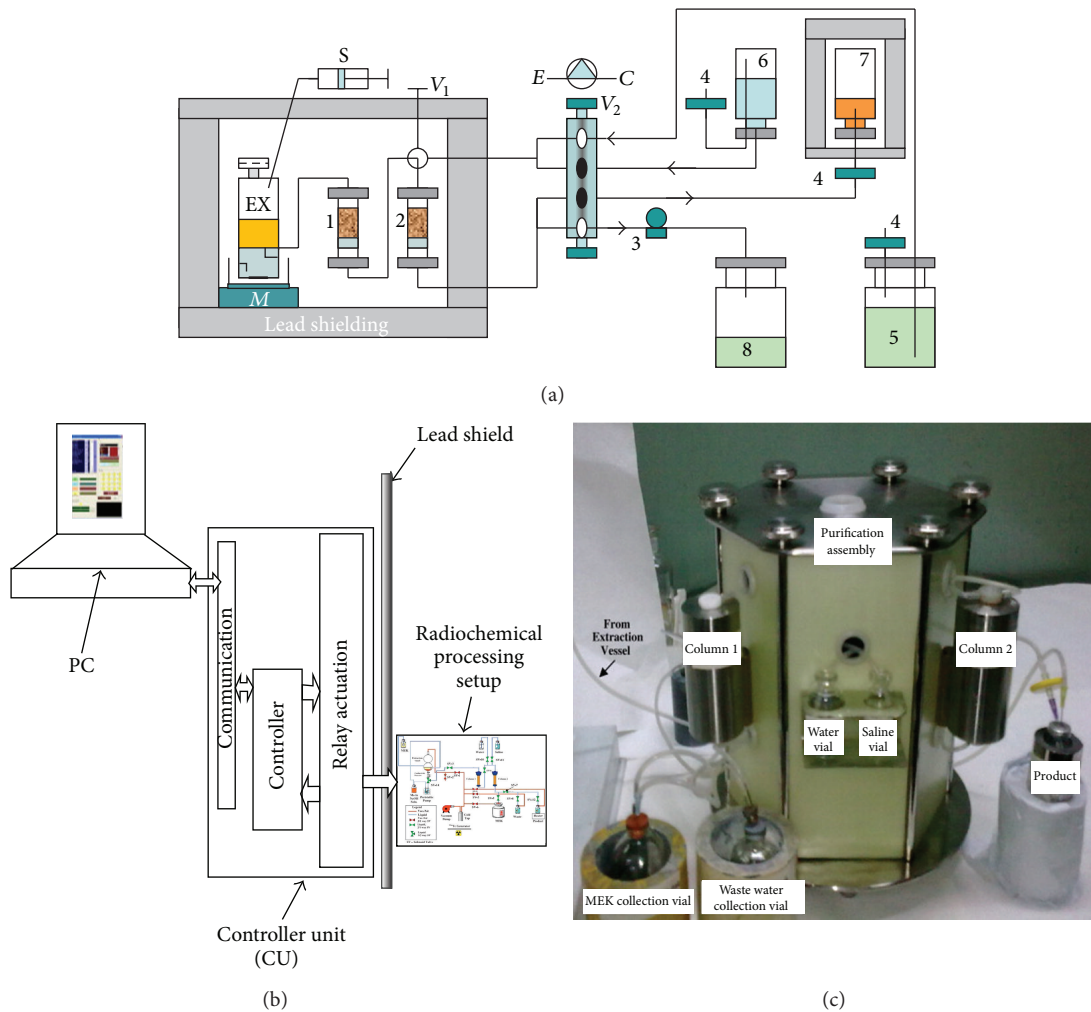 S
V1
E
C
V2
4
6
7
EX
1
2
4
3
4
M
Lead shielding
8
5
(a)
Lead shield
PC
Communication
Controller
Relay actuation
Radiochemical
processing
setup
Controller unit
(CU)
(b)
Purification
assembly
From
Extraction
Vessel
Column 1
Column 2
Water
vial
Saline
vial
Product
MEK collection vial
Waste water
collection vial
(c)